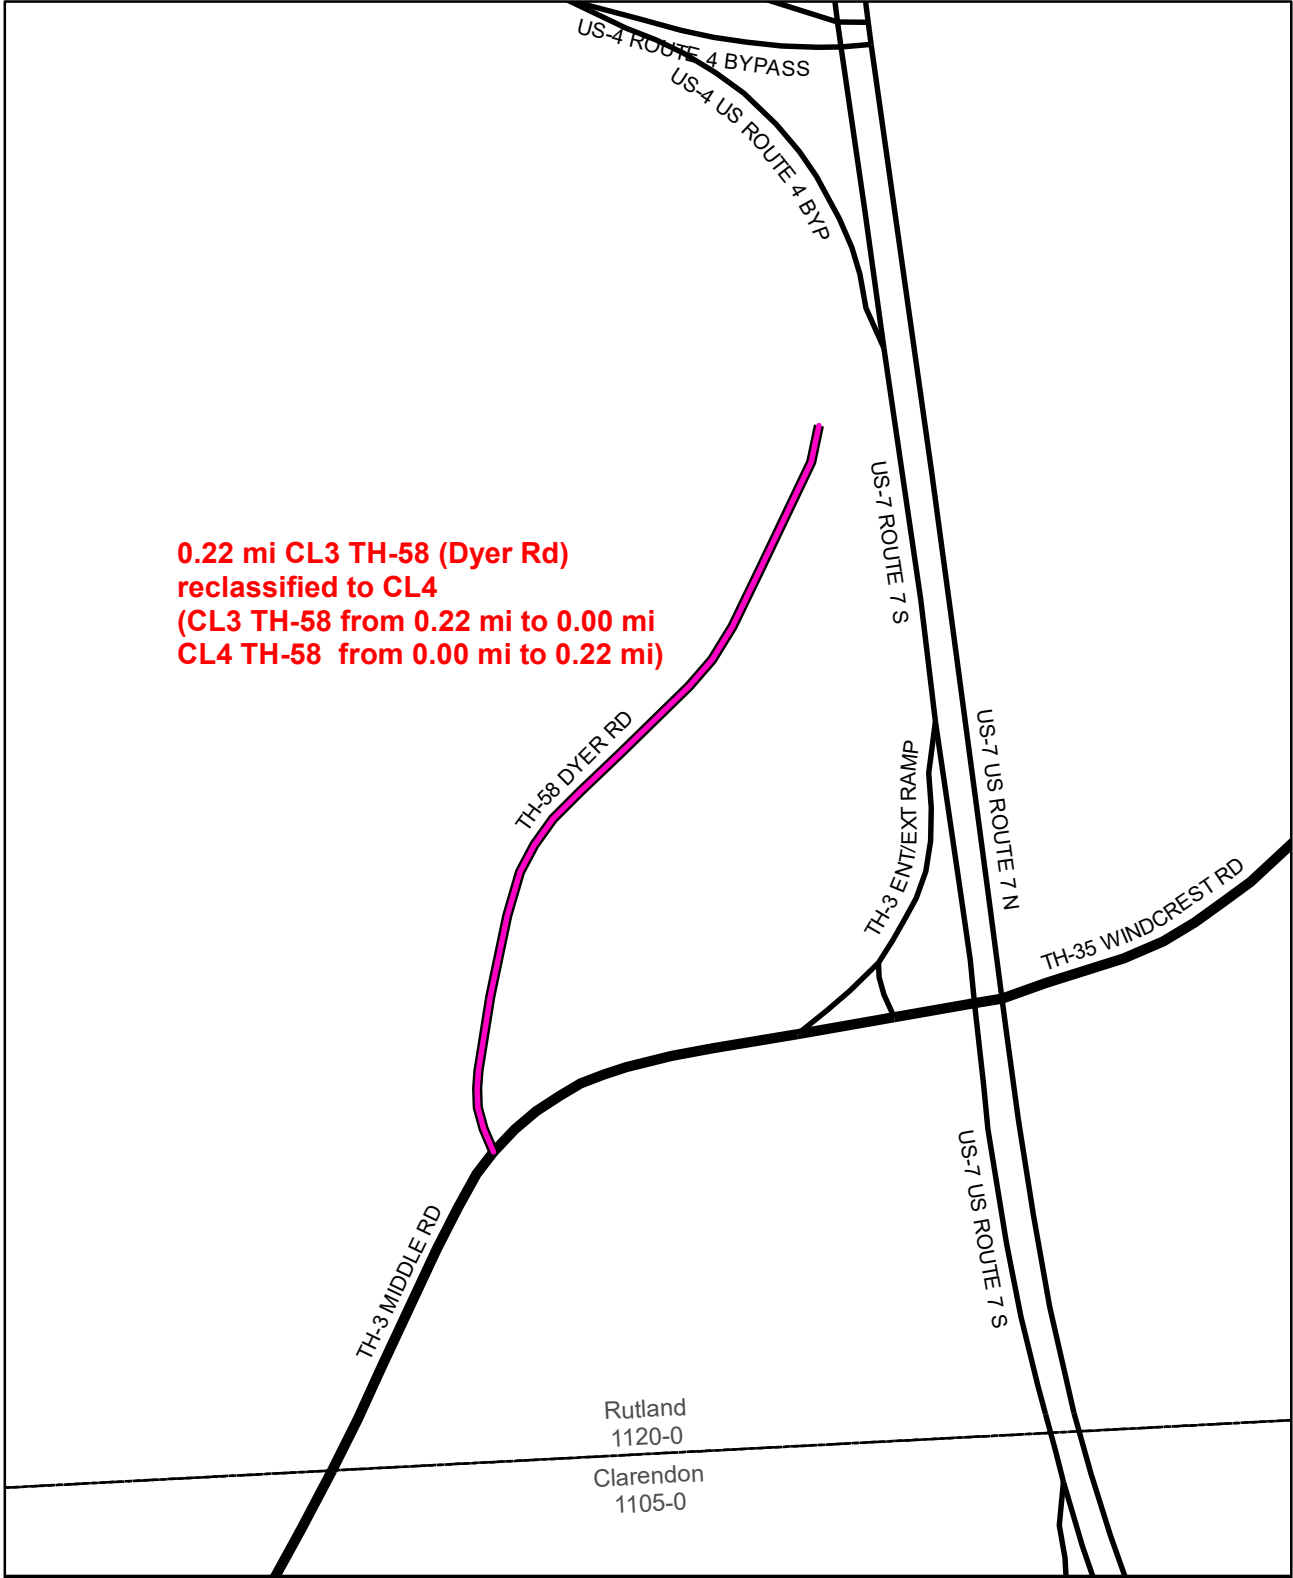 US-4 ROUTE 4 BYPASS
US-4 US ROUTE 4 BYP
US-7 ROUTE 7 S
0.22 mi CL3 TH-58 (Dyer Rd)
reclassified to CL4
(CL3 TH-58 from 0.22 mi to 0.00 mi
CL4 TH-58  from 0.00 mi to 0.22 mi)
TH-58 DYER RD
US-7 US ROUTE 7 N
TH-3 ENT/EXT RAMP
TH-35 WINDCREST RD
US-7 US ROUTE 7 S
TH-3 MIDDLE RD
Rutland
1120-0
Clarendon
1105-0